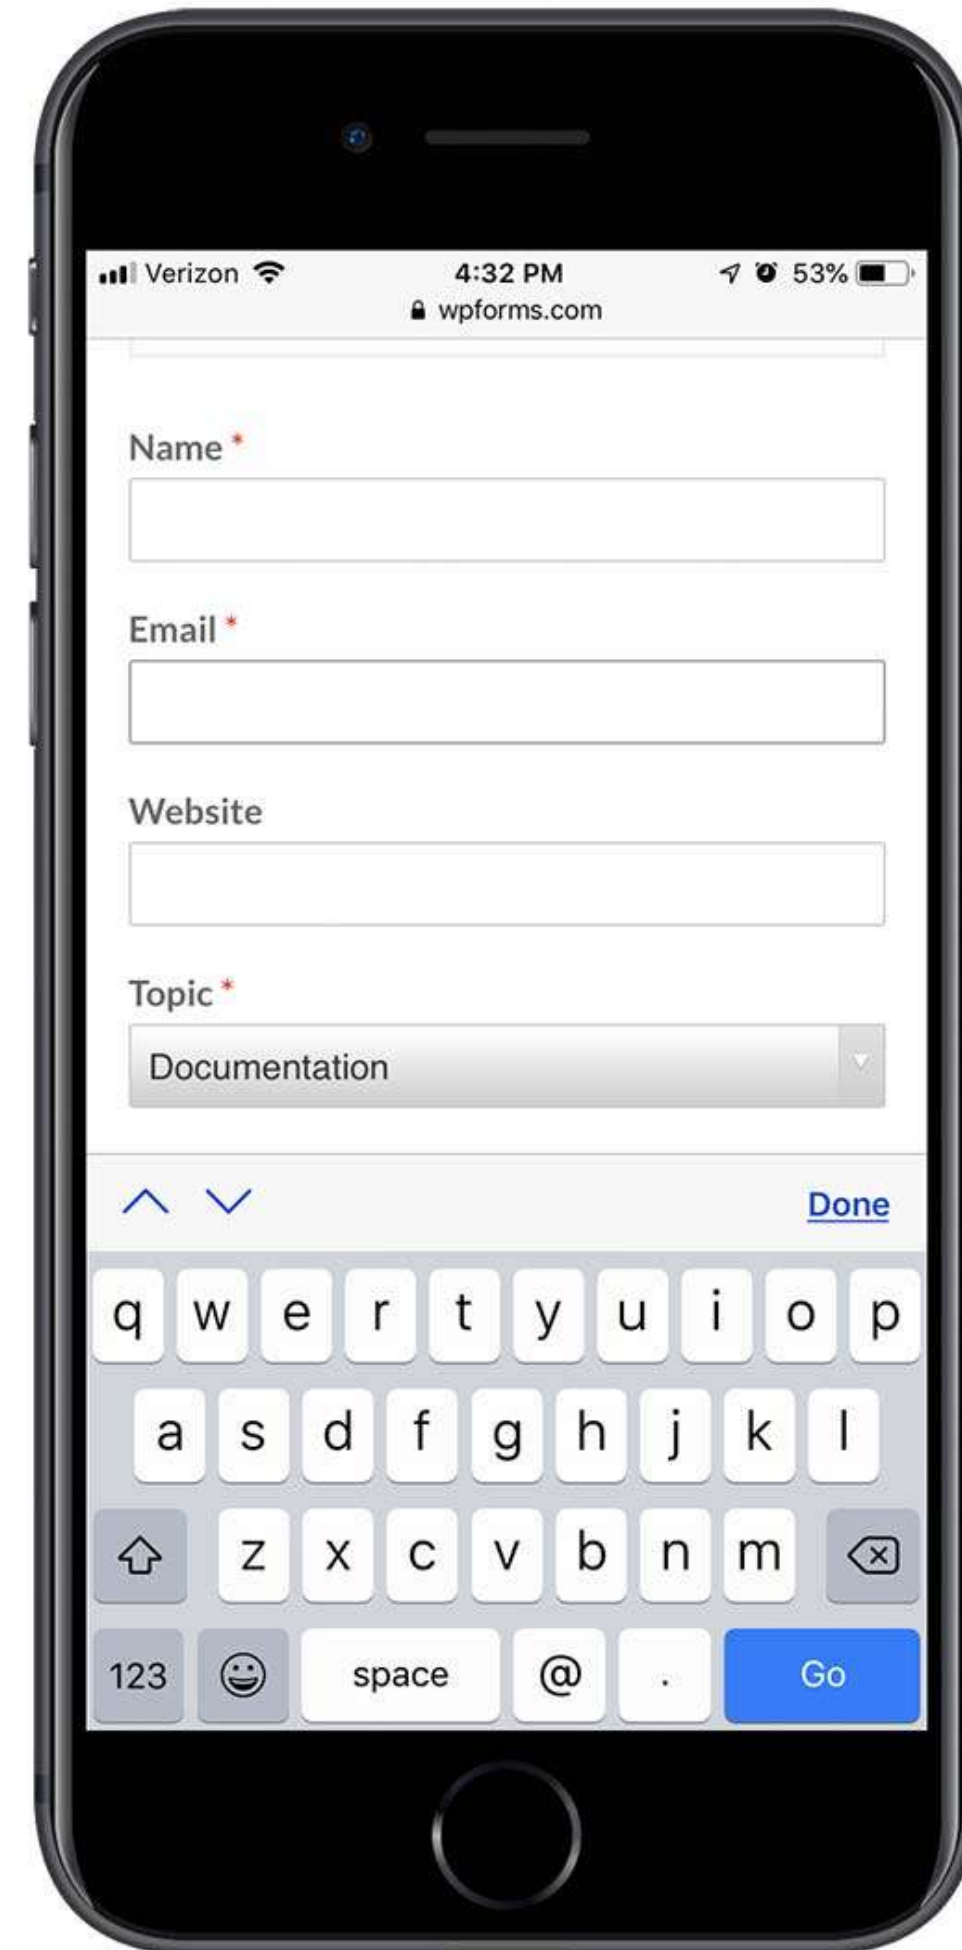 Verizon 4:32 PM 53%
wpforms.com
Name *
Email *
Website
Topic *
Documentation
Done
q w e r t y u i o p
a s d f g h j k l
z x c v b n m
123 space @ . Go